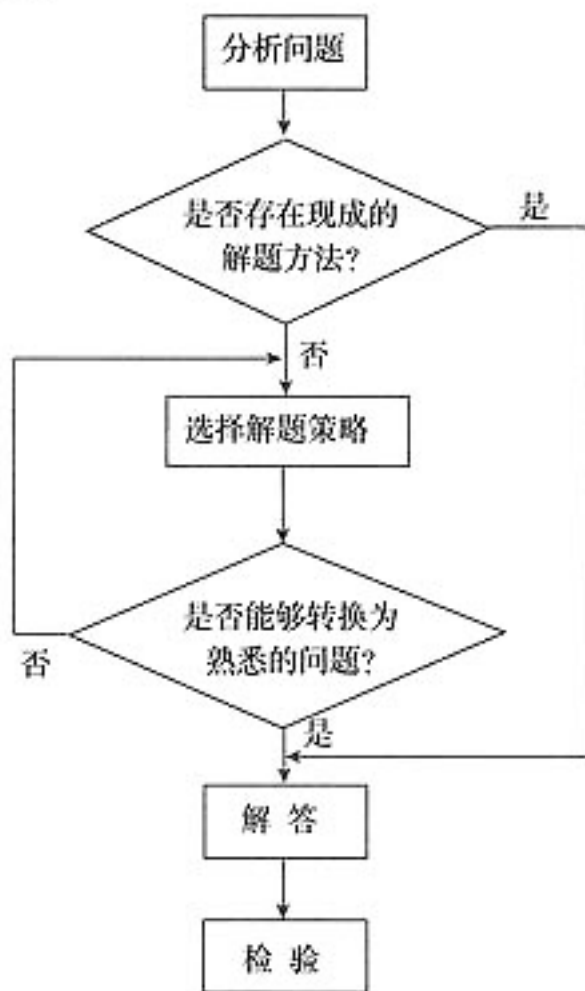 分析问题
是否存在现成的
解题方法?
是
否
选择解题策略
是否能够转换为
熟悉的问题?
否
是
解 答
检 验